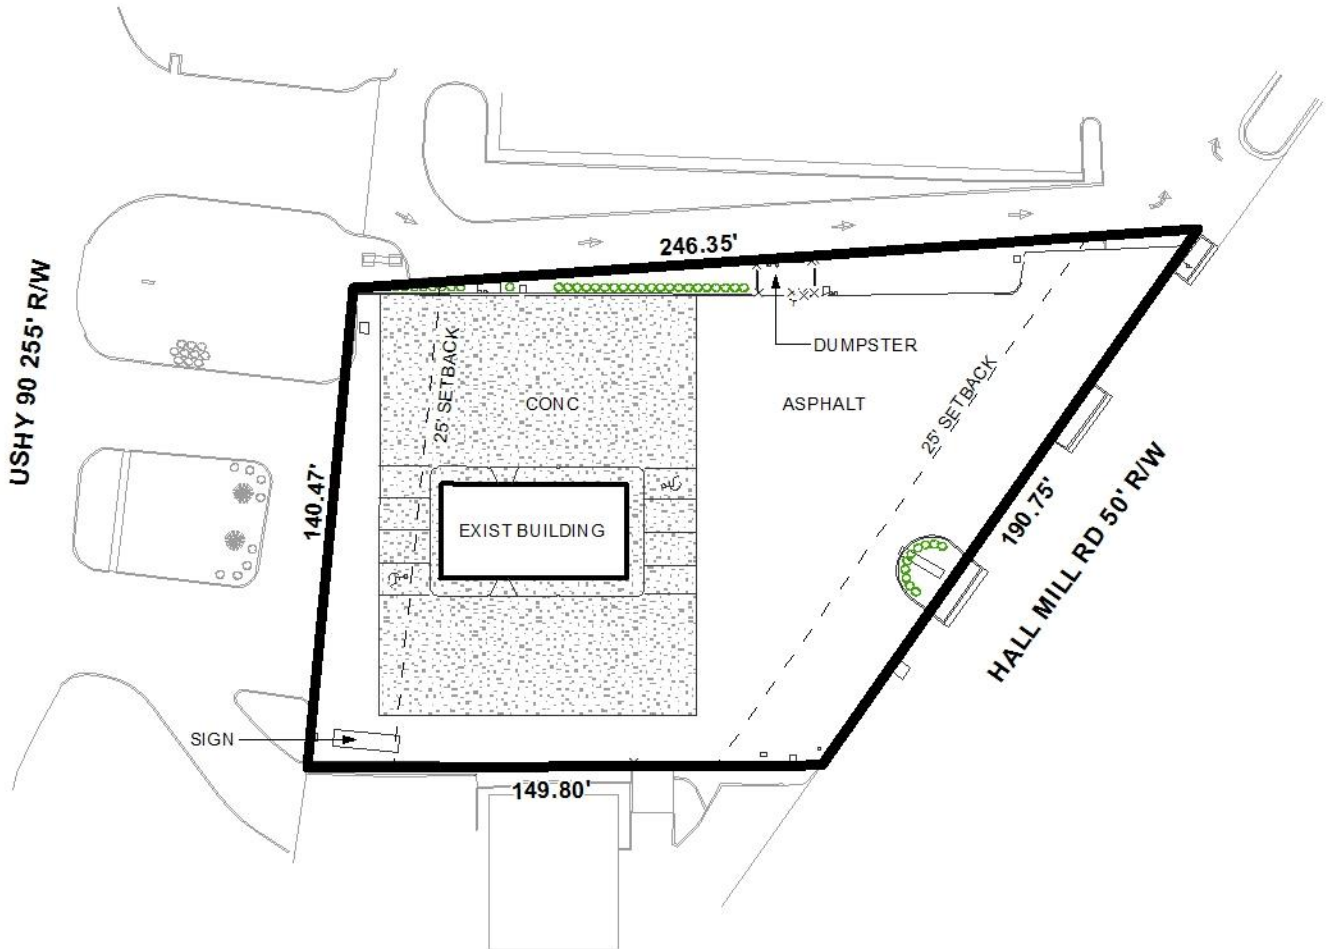 246.35'
USHY 90 255' R/W
DUMPSTER
25' SETBACK
CONC
ASPHALT
25' SETBACK
140.47'
EXIST BUILDING
190.75'
HALL MILL RD 50' R/W
SIGN
149.80'